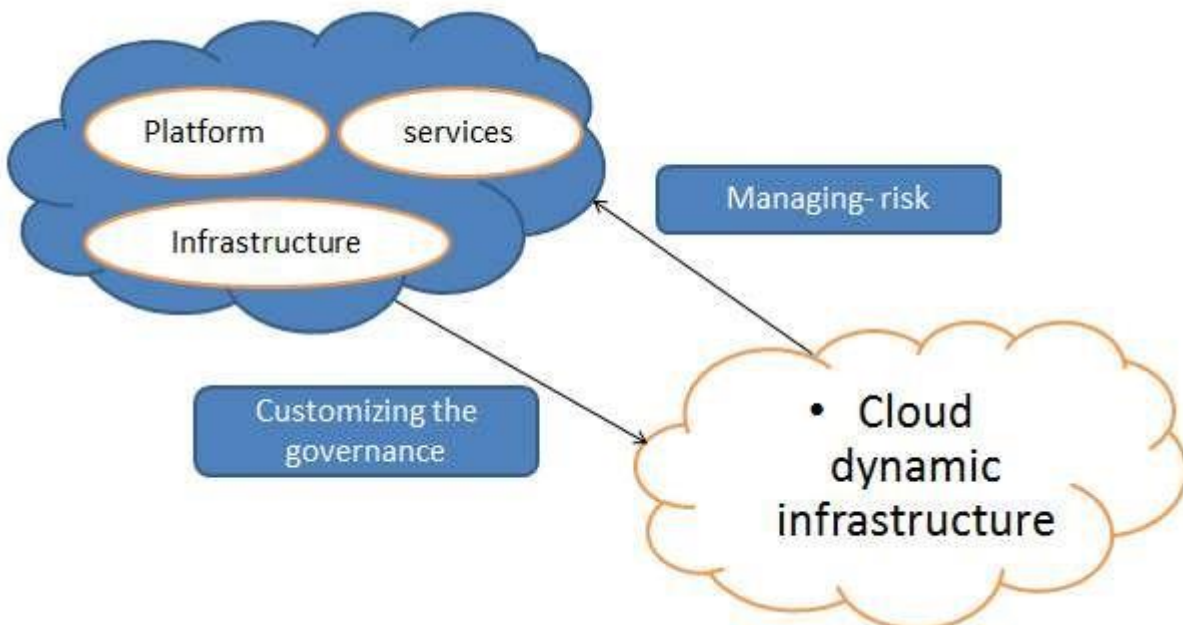 Platform
services
Infrastructure
Managing- risk
Customizing the
governance
• Cloud
dynamic
infrastructure